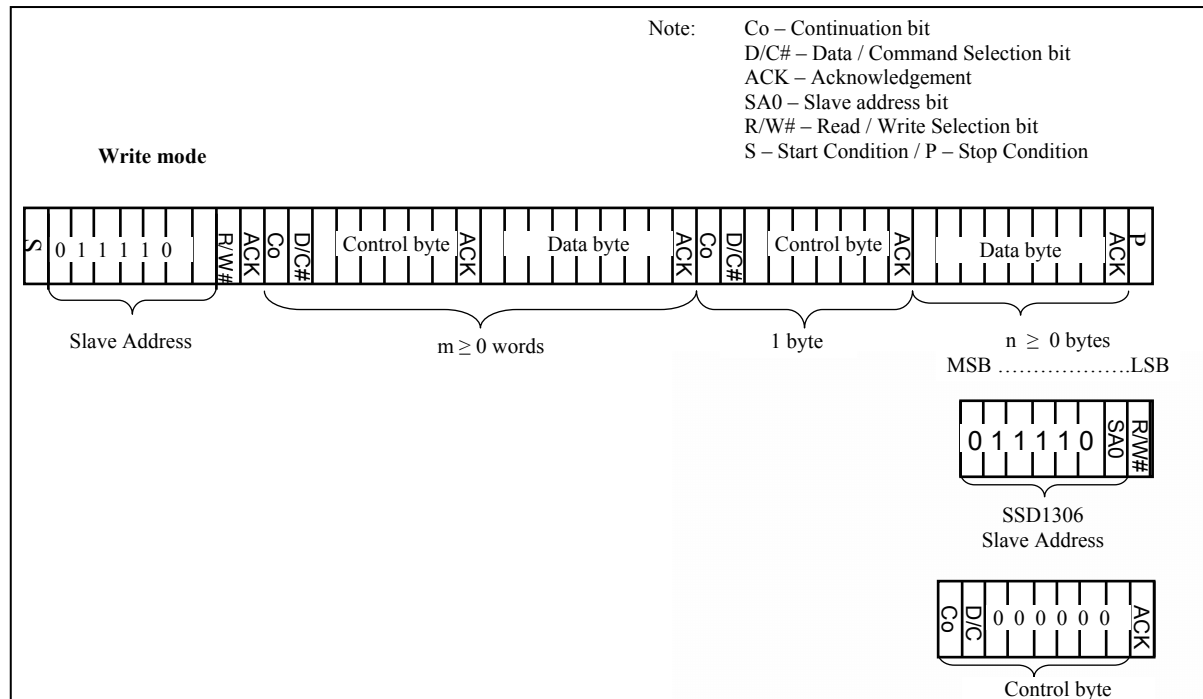 Note: Co – Continuation bit
D/C# – Data / Command Selection bit
ACK – Acknowledgement
SA0 – Slave address bit
R/W# – Read / Write Selection bit
S – Start Condition / P – Stop Condition
Write mode
S 0 1 1 1 1 0 R/W# ACK Co D/C# Control byte ACK Data byte ACK Co D/C# Control byte ACK Data byte ACK P
Slave Address m ≥ 0 words 1 byte n ≥ 0 bytes
MSB ………………….LSB
0 1 1 1 1 0 SA0 R/W#
SSD1306
Slave Address
Co D/C 0 0 0 0 0 0 ACK
Control byte